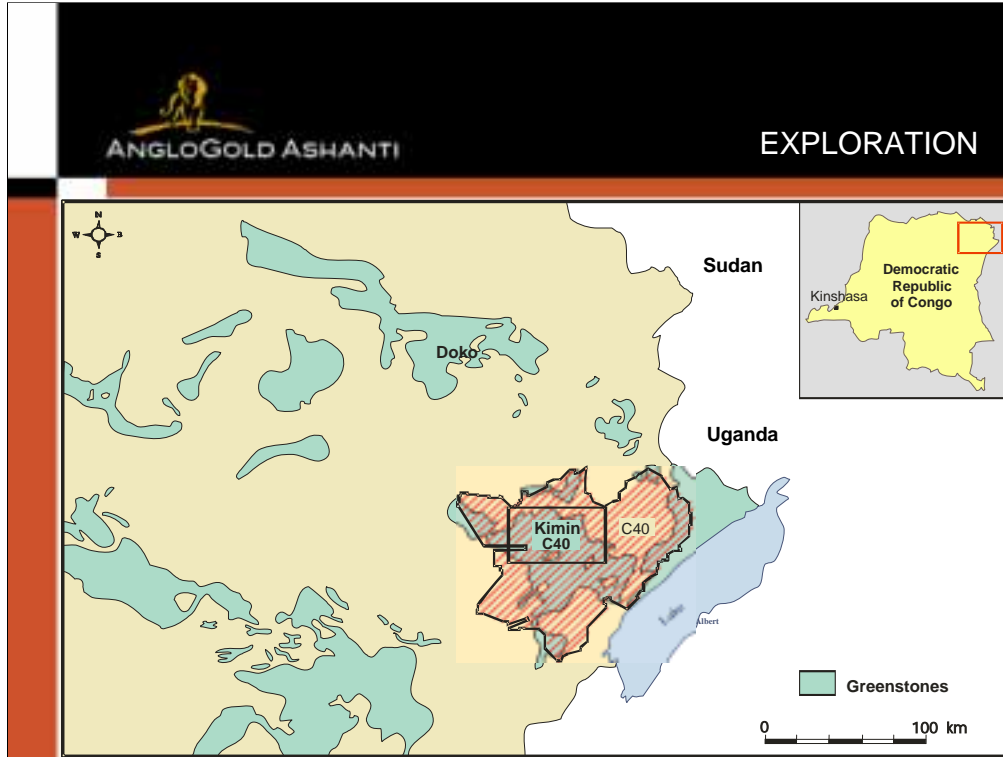 ANGLOGOLD ASHANTI
EXPLORATION
N
W E
S
Sudan
Democratic
Republic
of Congo
Kinshasa
Doko
Uganda
Kimin
C40
C40
Lake
Albert
Greenstones
0 100 km